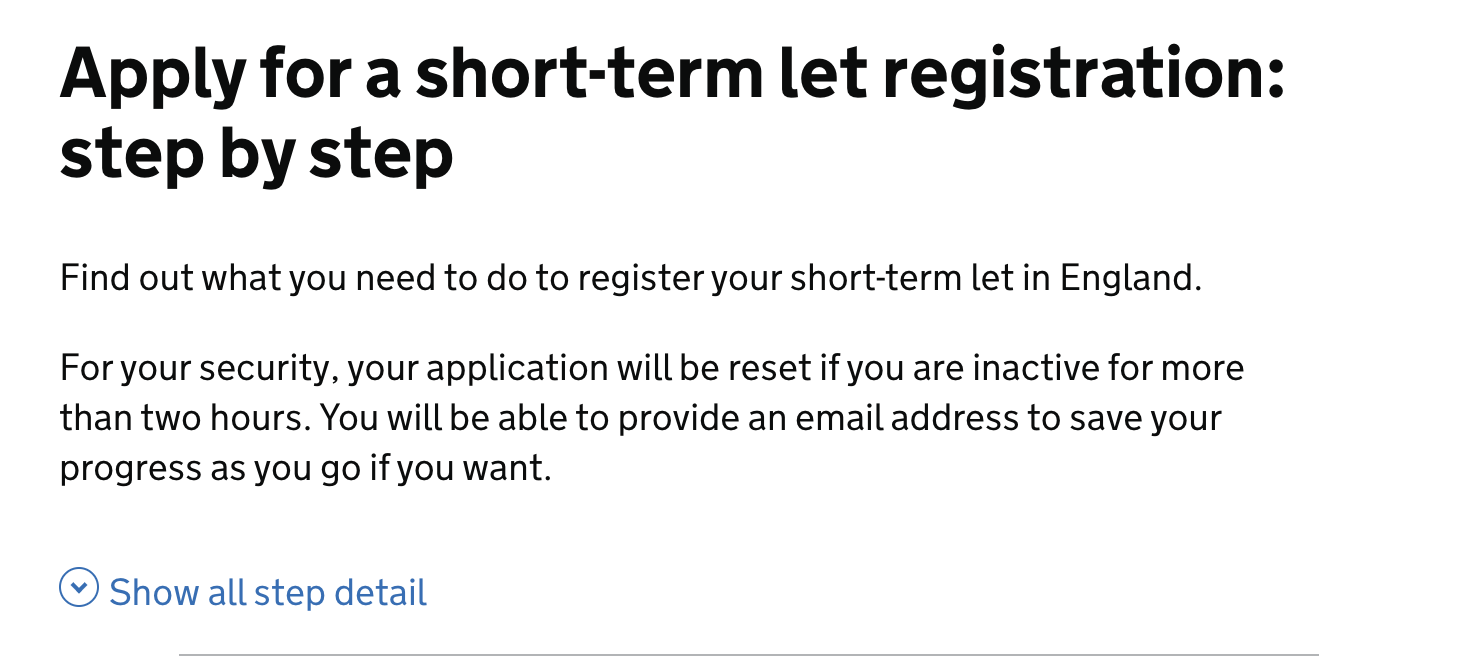 Apply for a short-term let registration:
step by step
Find out what you need to do to register your short-term let in England.
For your security, your application will be reset if you are inactive for more
than two hours. You will be able to provide an email address to save your
progress as you go if you want.
Show all step detail